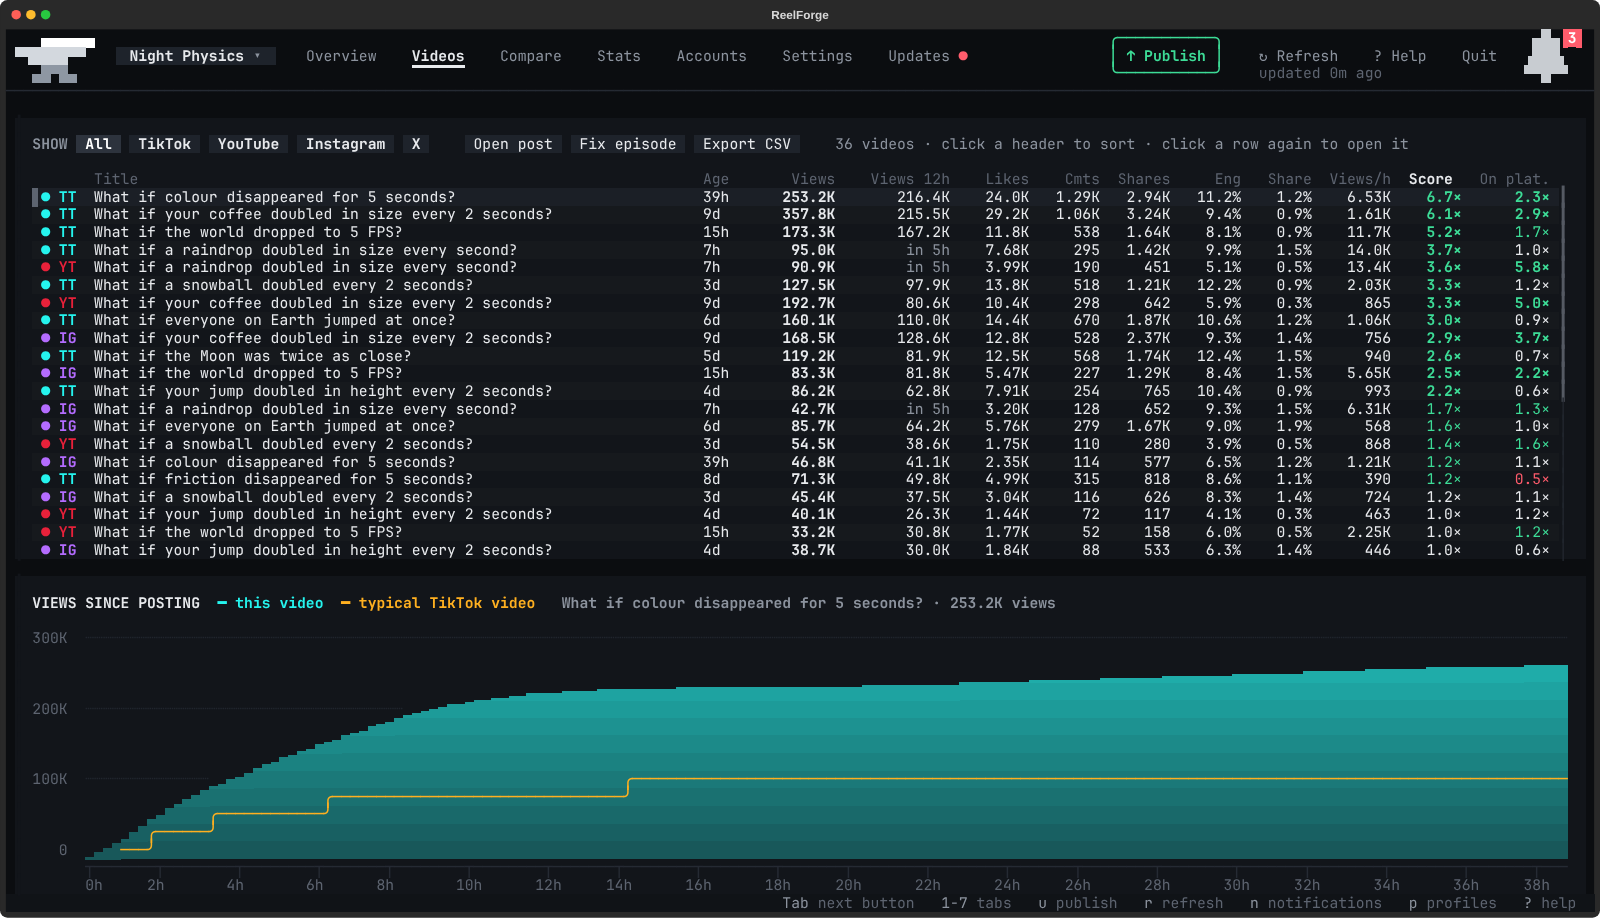 ReelForge
Night Physics ▾ Overview Videos Compare Stats Accounts Settings Updates ● ↑ Publish ↻ Refresh ? Help Quit 3
updated 0m ago
SHOW All TikTok YouTube Instagram X Open post Fix episode Export CSV 36 videos · click a header to sort · click a row again to open it
Title Age Views Views 12h Likes Cmts Shares Eng Share Views/h Score On plat.
● TT What if colour disappeared for 5 seconds? 39h 253.2K 216.4K 24.0K 1.29K 2.94K 11.2% 1.2% 6.53K 6.7× 2.3×
● TT What if your coffee doubled in size every 2 seconds? 9d 357.8K 215.5K 29.2K 1.06K 3.24K 9.4% 0.9% 1.61K 6.1× 2.9×
● TT What if the world dropped to 5 FPS? 15h 173.3K 167.2K 11.8K 538 1.64K 8.1% 0.9% 11.7K 5.2× 1.7×
● TT What if a raindrop doubled in size every second? 7h 95.0K in 5h 7.68K 295 1.42K 9.9% 1.5% 14.0K 3.7× 1.0×
● YT What if a raindrop doubled in size every second? 7h 90.9K in 5h 3.99K 190 451 5.1% 0.5% 13.4K 3.6× 5.8×
● TT What if a snowball doubled every 2 seconds? 3d 127.5K 97.9K 13.8K 518 1.21K 12.2% 0.9% 2.03K 3.3× 1.2×
● YT What if your coffee doubled in size every 2 seconds? 9d 192.7K 80.6K 10.4K 298 642 5.9% 0.3% 865 3.3× 5.0×
● TT What if everyone on Earth jumped at once? 6d 160.1K 110.0K 14.4K 670 1.87K 10.6% 1.2% 1.06K 3.0× 0.9×
● IG What if your coffee doubled in size every 2 seconds? 9d 168.5K 128.6K 12.8K 528 2.37K 9.3% 1.4% 756 2.9× 3.7×
● TT What if the Moon was twice as close? 5d 119.2K 81.9K 12.5K 568 1.74K 12.4% 1.5% 940 2.6× 0.7×
● IG What if the world dropped to 5 FPS? 15h 83.3K 81.8K 5.47K 227 1.29K 8.4% 1.5% 5.65K 2.5× 2.2×
● TT What if your jump doubled in height every 2 seconds? 4d 86.2K 62.8K 7.91K 254 765 10.4% 0.9% 993 2.2× 0.6×
● IG What if a raindrop doubled in size every second? 7h 42.7K in 5h 3.20K 128 652 9.3% 1.5% 6.31K 1.7× 1.3×
● IG What if everyone on Earth jumped at once? 6d 85.7K 64.2K 5.76K 279 1.67K 9.0% 1.9% 568 1.6× 1.0×
● YT What if a snowball doubled every 2 seconds? 3d 54.5K 38.6K 1.75K 110 280 3.9% 0.5% 868 1.4× 1.6×
● IG What if colour disappeared for 5 seconds? 39h 46.8K 41.1K 2.35K 114 577 6.5% 1.2% 1.21K 1.2× 1.1×
● TT What if friction disappeared for 5 seconds? 8d 71.3K 49.8K 4.99K 315 818 8.6% 1.1% 390 1.2× 0.5×
● IG What if a snowball doubled every 2 seconds? 3d 45.4K 37.5K 3.04K 116 626 8.3% 1.4% 724 1.2× 1.1×
● YT What if your jump doubled in height every 2 seconds? 4d 40.1K 26.3K 1.44K 72 117 4.1% 0.3% 463 1.0× 1.2×
● YT What if the world dropped to 5 FPS? 15h 33.2K 30.8K 1.77K 52 158 6.0% 0.5% 2.25K 1.0× 1.2×
● IG What if your jump doubled in height every 2 seconds? 4d 38.7K 30.0K 1.84K 88 533 6.3% 1.4% 446 1.0× 0.6×
VIEWS SINCE POSTING — this video — typical TikTok video What if colour disappeared for 5 seconds? · 253.2K views
300K
200K
100K
0
0h 2h 4h 6h 8h 10h 12h 14h 16h 18h 20h 22h 24h 26h 28h 30h 32h 34h 36h 38h
Tab next button 1-7 tabs u publish r refresh n notifications p profiles ? help